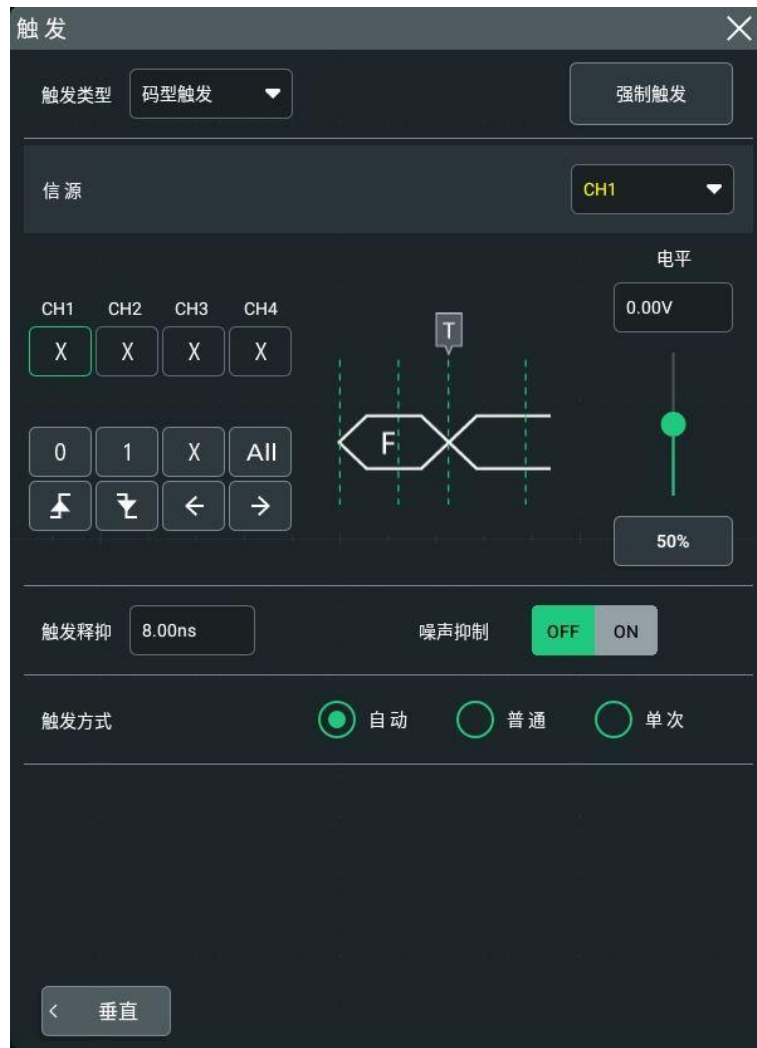 触发
触发类型 码型触发 强制触发
信源 CH1
电平
0.00V
CH1 CH2 CH3 CH4
X X X X
T
F
0 1 X All
50%
触发释抑 8.00ns 噪声抑制 OFF ON
触发方式 自动 普通 单次
垂直